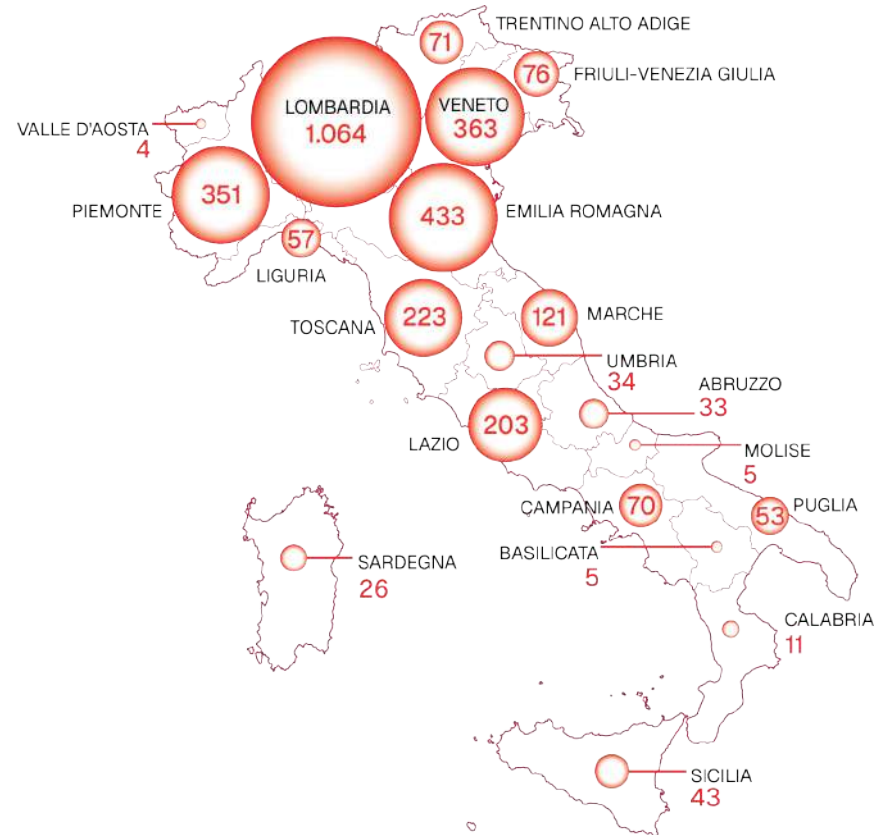 TRENTINO ALTO ADIGE
71
76
FRIULI-VENEZIA GIULIA
LOMBARDIA
1.064
VENETO
363
VALLE D'AOSTA
4
351
PIEMONTE
433
EMILIA ROMAGNA
57
LIGURIA
223
TOSCANA
121
MARCHE
UMBRIA
34
ABRUZZO
33
203
LAZIO
MOLISE
5
CAMPANIA
70
53
PUGLIA
BASILICATA
5
SARDEGNA
26
CALABRIA
11
SICILIA
43